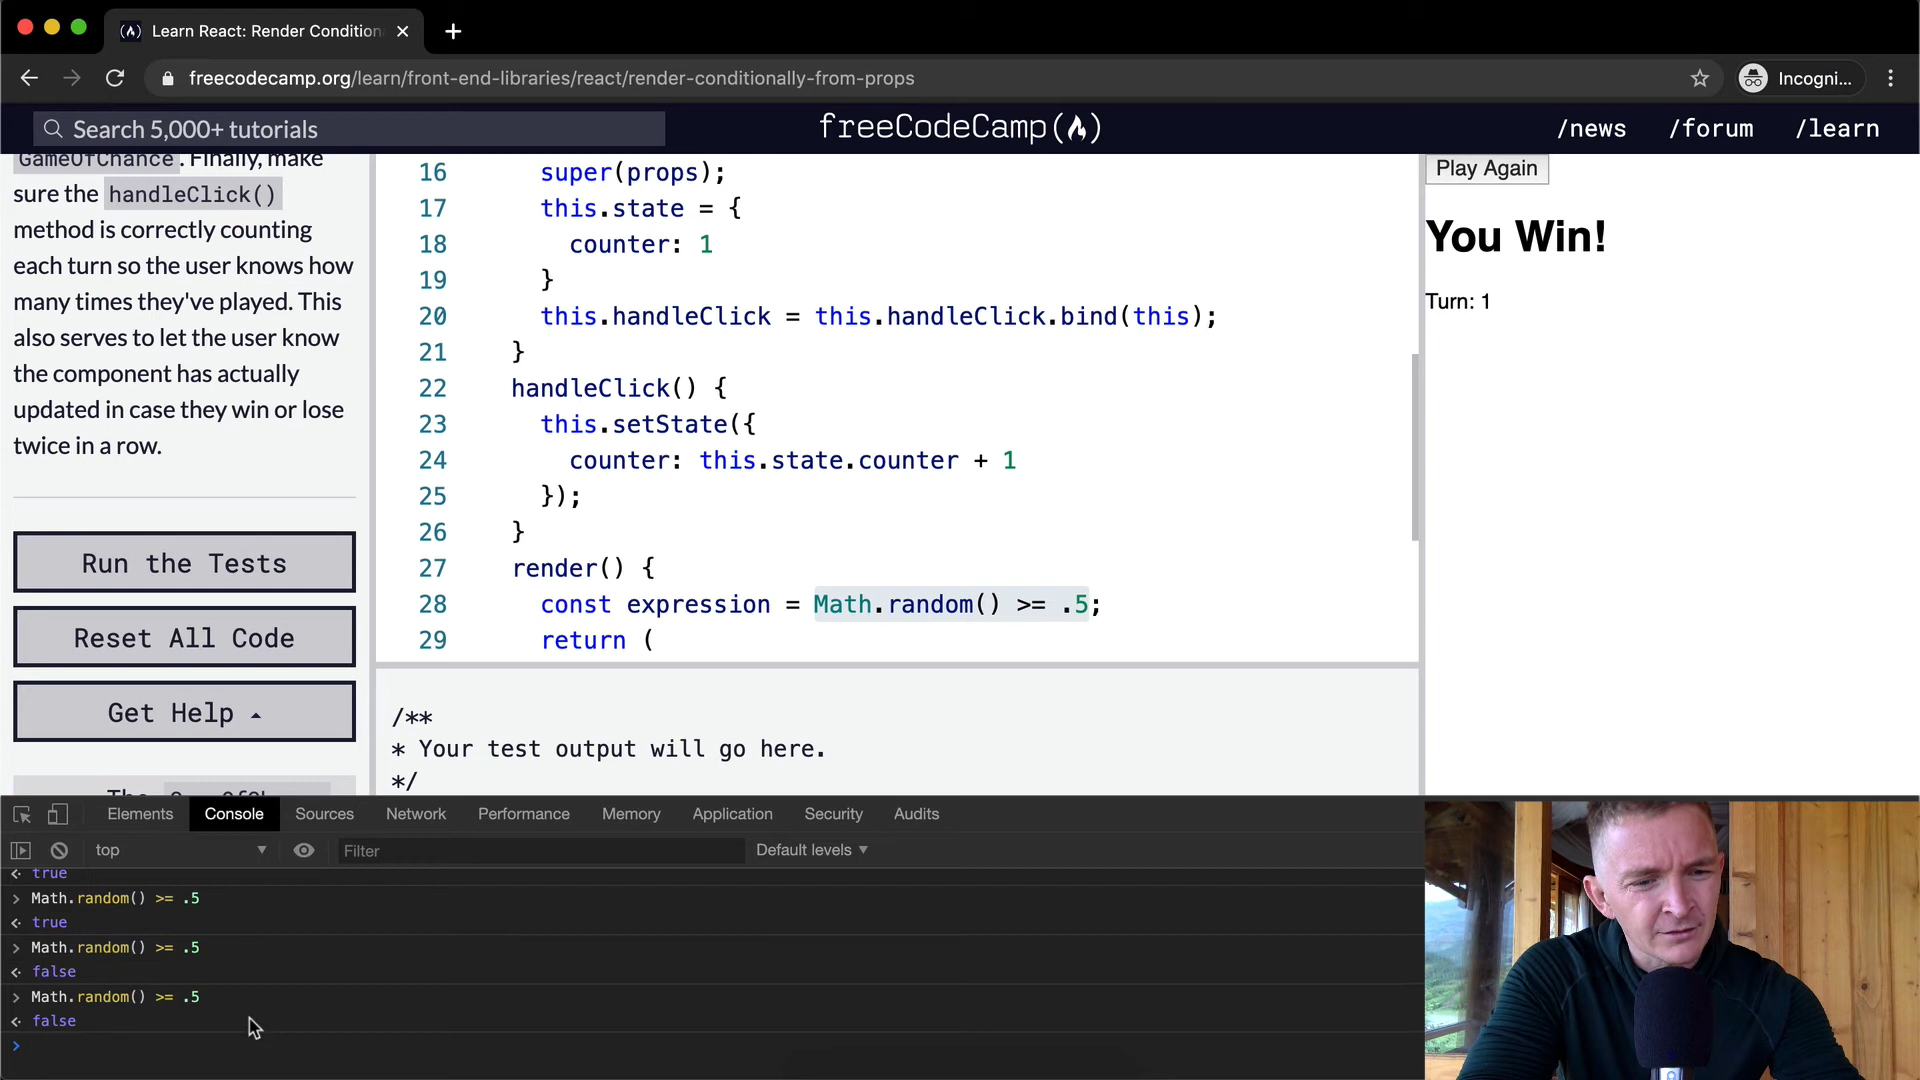 Learn React: Render Condition
freecodecamp.org/learn/front-end-libraries/react/render-conditionally-from-props
Incogni...
Search 5,000+ tutorials
freeCodeCamp
/news
/forum
/learn
GameOfChance. Finally, make
sure the handleClick()
method is correctly counting
each turn so the user knows how
many times they've played. This
also serves to let the user know
the component has actually
updated in case they win or lose
twice in a row.
Run the Tests
Reset All Code
Get Help
The
16 super(props);
17 this.state = {
18 counter: 1
19 }
20 this.handleClick = this.handleClick.bind(this);
21 }
22 handleClick() {
23 this.setState({
24 counter: this.state.counter + 1
25 });
26 }
27 render() {
28 const expression = Math.random() >= .5;
29 return (
/**
* Your test output will go here.
*/
Play Again
You Win!
Turn: 1
Elements Console Sources Network Performance Memory Application Security Audits
top
Filter
Default levels
true
Math.random() >= .5
true
Math.random() >= .5
false
Math.random() >= .5
false